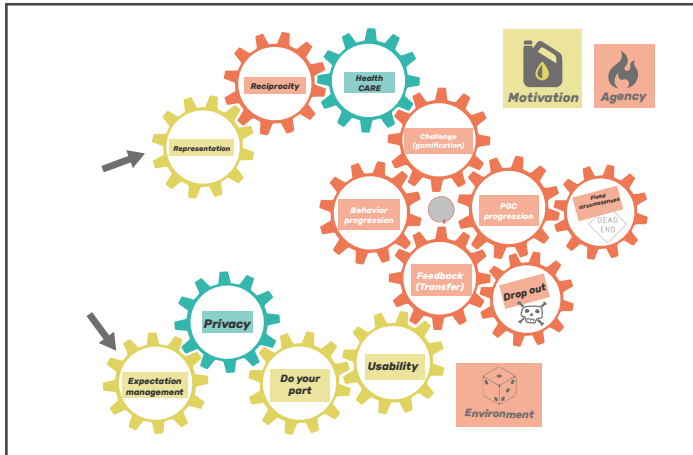 Reciprocity
Health
CARE
Motivation
Agency
Representation
Challenge
(gamification)
Behavior
progression
PGC
progression
Fixed
circumstances
DEAD
END
Feedback
(Transfer)
Drop out
Privacy
Expectation
management
Do your
part
Usability
Environment